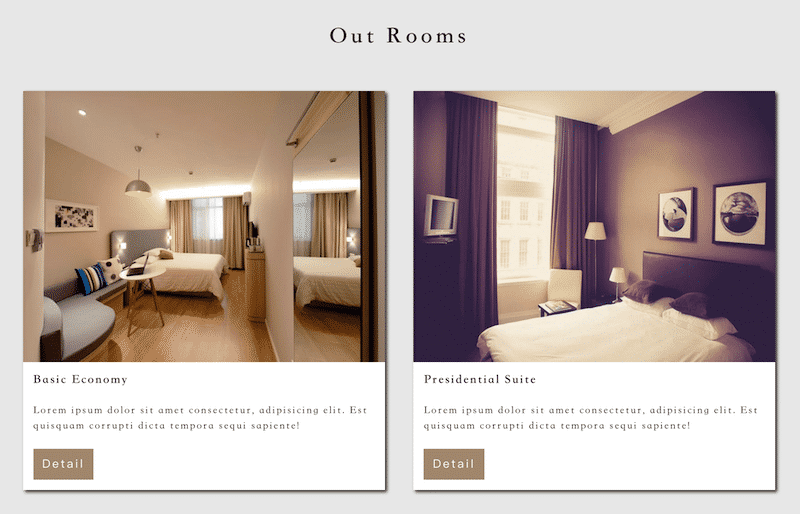 Out Rooms
Basic Economy
Lorem ipsum dolor sit amet consectetur, adipisicing elit. Est
quisquam corrupti dicta tempora sequi sapiente!
Detail
Presidential Suite
Lorem ipsum dolor sit amet consectetur, adipisicing elit. Est
quisquam corrupti dicta tempora sequi sapiente!
Detail